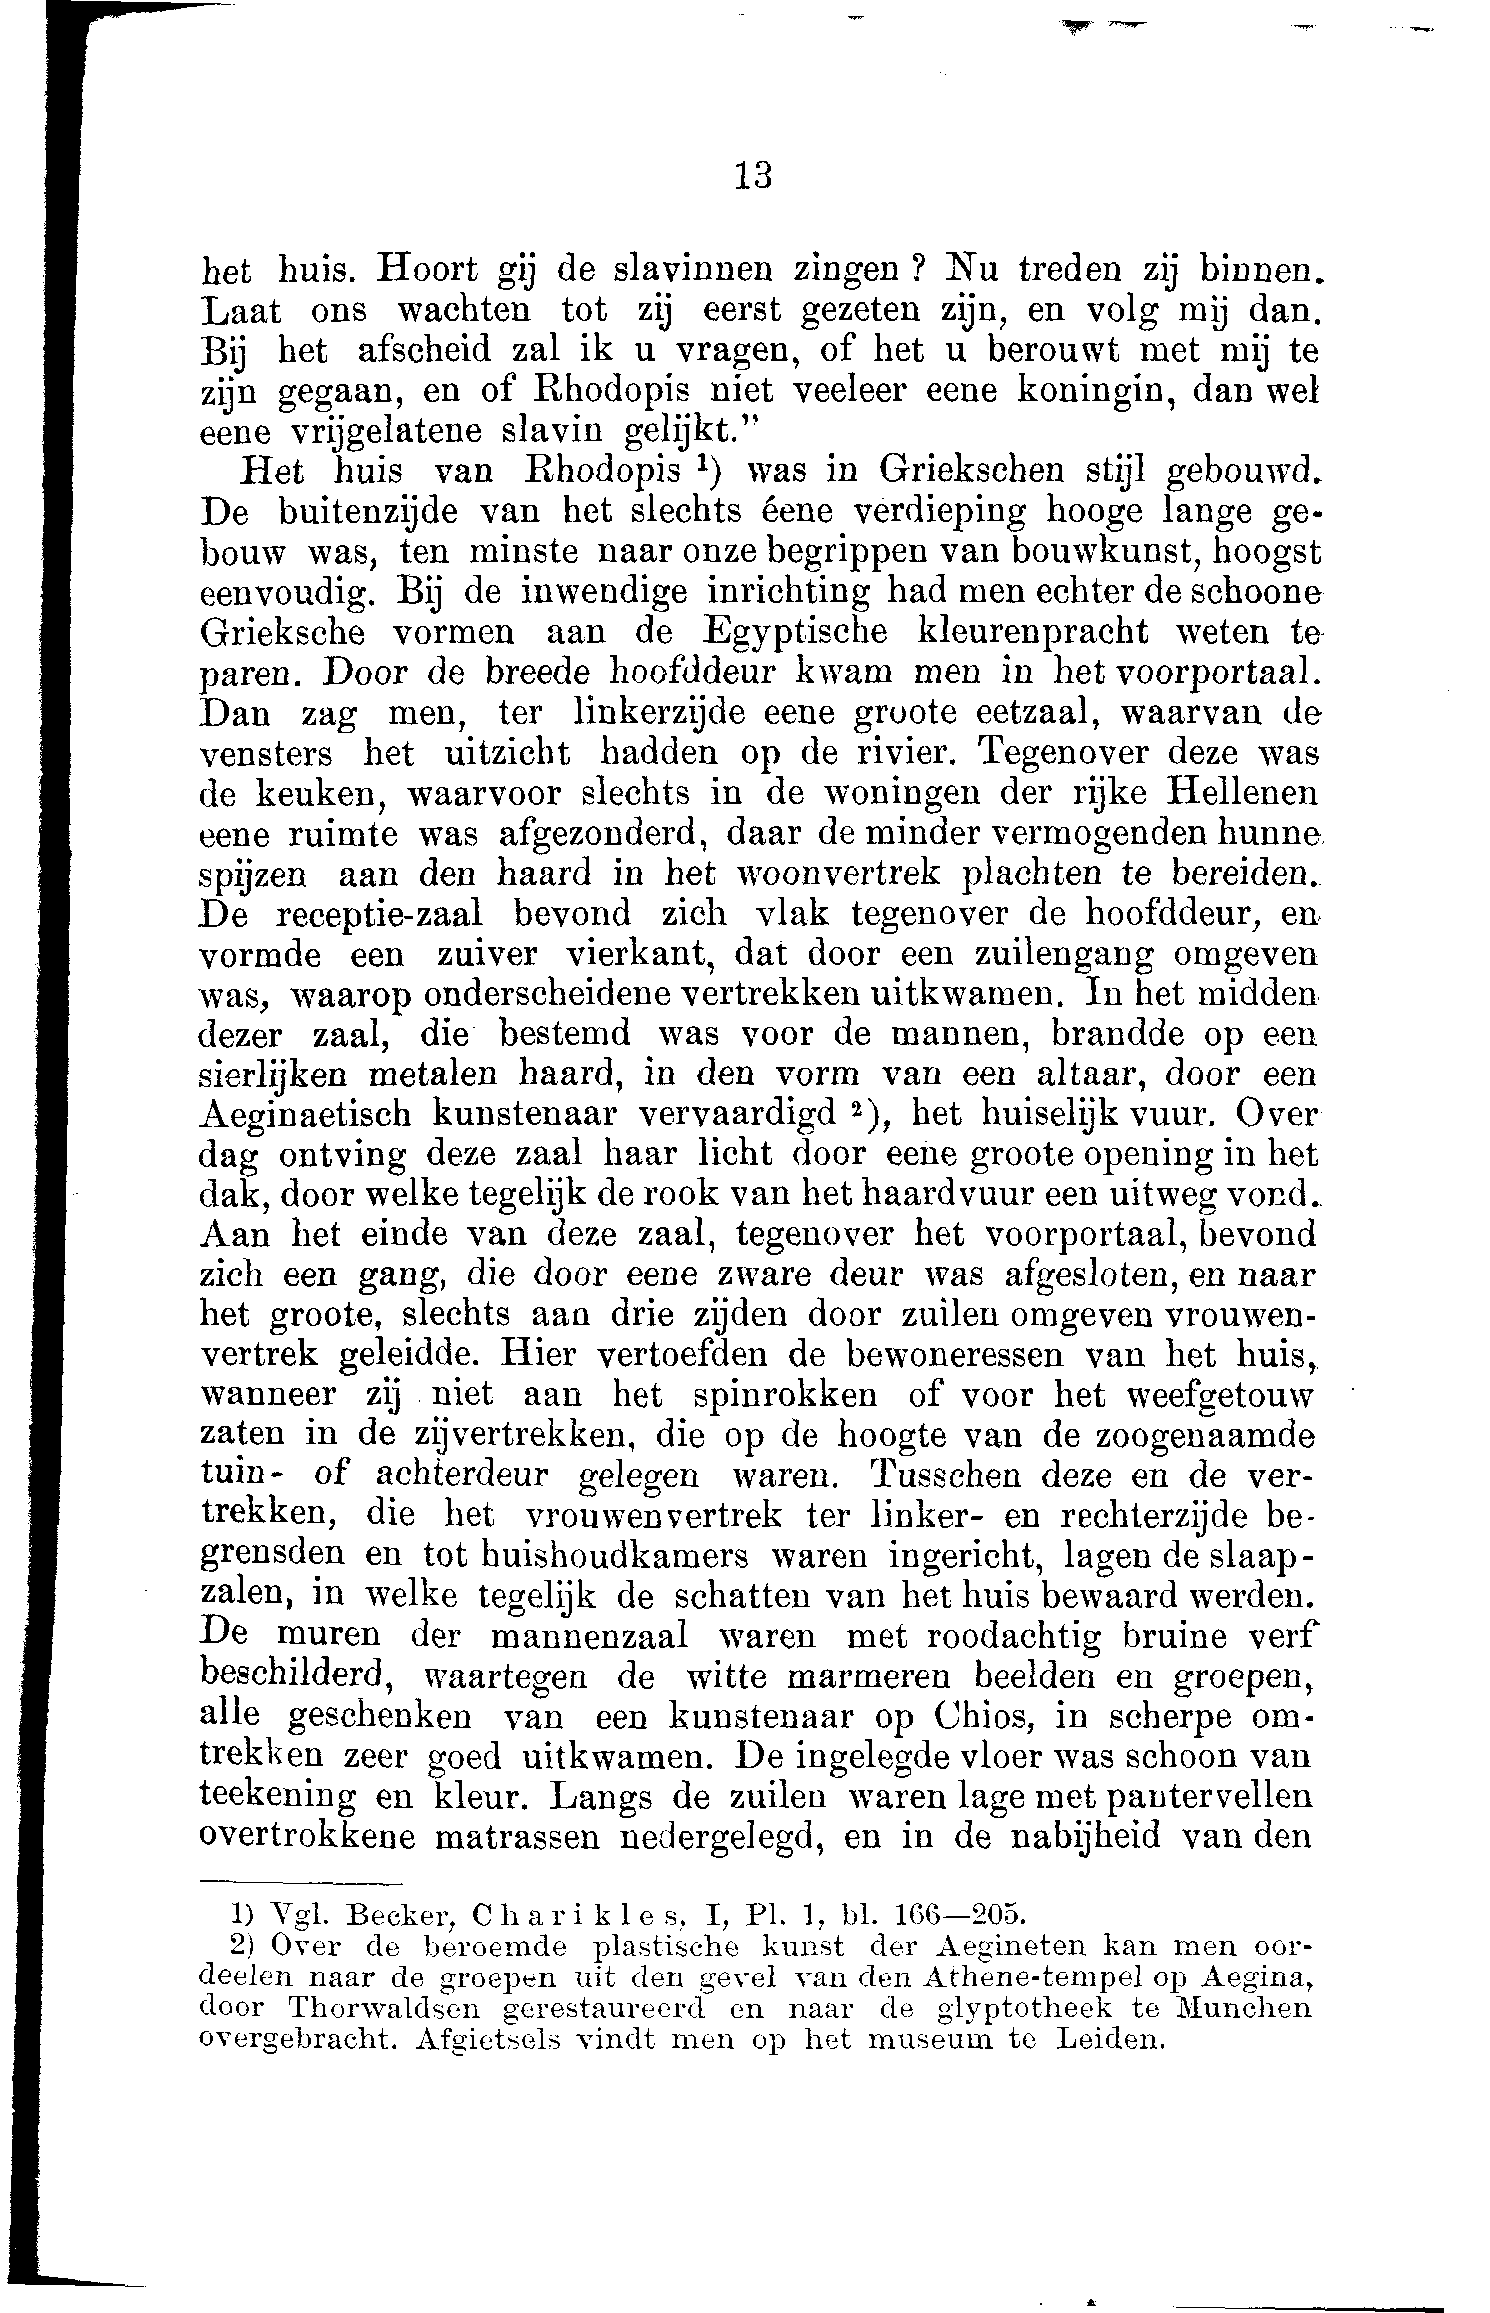 13
het huis. Hoort gij de slavinnen zingen? Nu treden zij binnen.
Laat ons wachten tot zij eerst gezeten zijn, en volg mij dan.
Bij het afscheid zal ik u vragen, of het u berouwt met mij te
zijn gegaan, en of Rhodopis niet veeleer eene koningin, dan wel
eene vrijgelatene slavin gelijkt."
Het huis van Rhodopis ¹) was in Griekschen stijl gebouwd.
De buitenzijde van het slechts éene verdieping hooge lange ge-
bouw was, ten minste naar onze begrippen van bouwkunst, hoogst
eenvoudig. Bij de inwendige inrichting had men echter de schoone
Grieksche vormen aan de Egyptische kleurenpracht weten te
paren. Door de breede hoofddeur kwam men in het voorportaal.
Dan zag men, ter linkerzijde eene groote eetzaal, waarvan de
vensters het uitzicht hadden op de rivier. Tegenover deze was
de keuken, waarvoor slechts in de woningen der rijke Hellenen
eene ruimte was afgezonderd, daar de minder vermogenden hunne
spijzen aan den haard in het woonvertrek plachten te bereiden.
De receptie-zaal bevond zich vlak tegenover de hoofddeur, en
vormde een zuiver vierkant, dat door een zuilengang omgeven
was, waarop onderscheidene vertrekken uitkwamen. In het midden
dezer zaal, die bestemd was voor de mannen, brandde op een
sierlijken metalen haard, in den vorm van een altaar, door een
Aeginaetisch kunstenaar vervaardigd ²), het huiselijk vuur. Over
dag ontving deze zaal haar licht door eene groote opening in het
dak, door welke tegelijk de rook van het haardvuur een uitweg vond.
Aan het einde van deze zaal, tegenover het voorportaal, bevond
zich een gang, die door eene zware deur was afgesloten, en naar
het groote, slechts aan drie zijden door zuilen omgeven vrouwen-
vertrek geleidde. Hier vertoefden de bewoneressen van het huis,
wanneer zij niet aan het spinrokken of voor het weefgetouw
zaten in de zijvertrekken, die op de hoogte van de zoogenaamde
tuin- of achterdeur gelegen waren. Tusschen deze en de ver-
trekken, die het vrouwenvertrek ter linker- en rechterzijde be-
grensden en tot huishoudkamers waren ingericht, lagen de slaap-
zalen, in welke tegelijk de schatten van het huis bewaard werden.
De muren der mannenzaal waren met roodachtig bruine verf
beschilderd, waartegen de witte marmeren beelden en groepen,
alle geschenken van een kunstenaar op Chios, in scherpe om-
trekken zeer goed uitkwamen. De ingelegde vloer was schoon van
teekening en kleur. Langs de zuilen waren lage met pantervellen
overtrokkene matrassen nedergelegd, en in de nabijheid van den
1) Vgl. Becker, Charikles, I, Pl. 1, bl. 166—205.
2) Over de beroemde plastische kunst der Aegineten kan men oor-
deelen naar de groepen uit den gevel van den Athene-tempel op Aegina,
door Thorwaldsen gerestaureerd en naar de glyptotheek te Munchen
overgebracht. Afgietsels vindt men op het museum te Leiden.